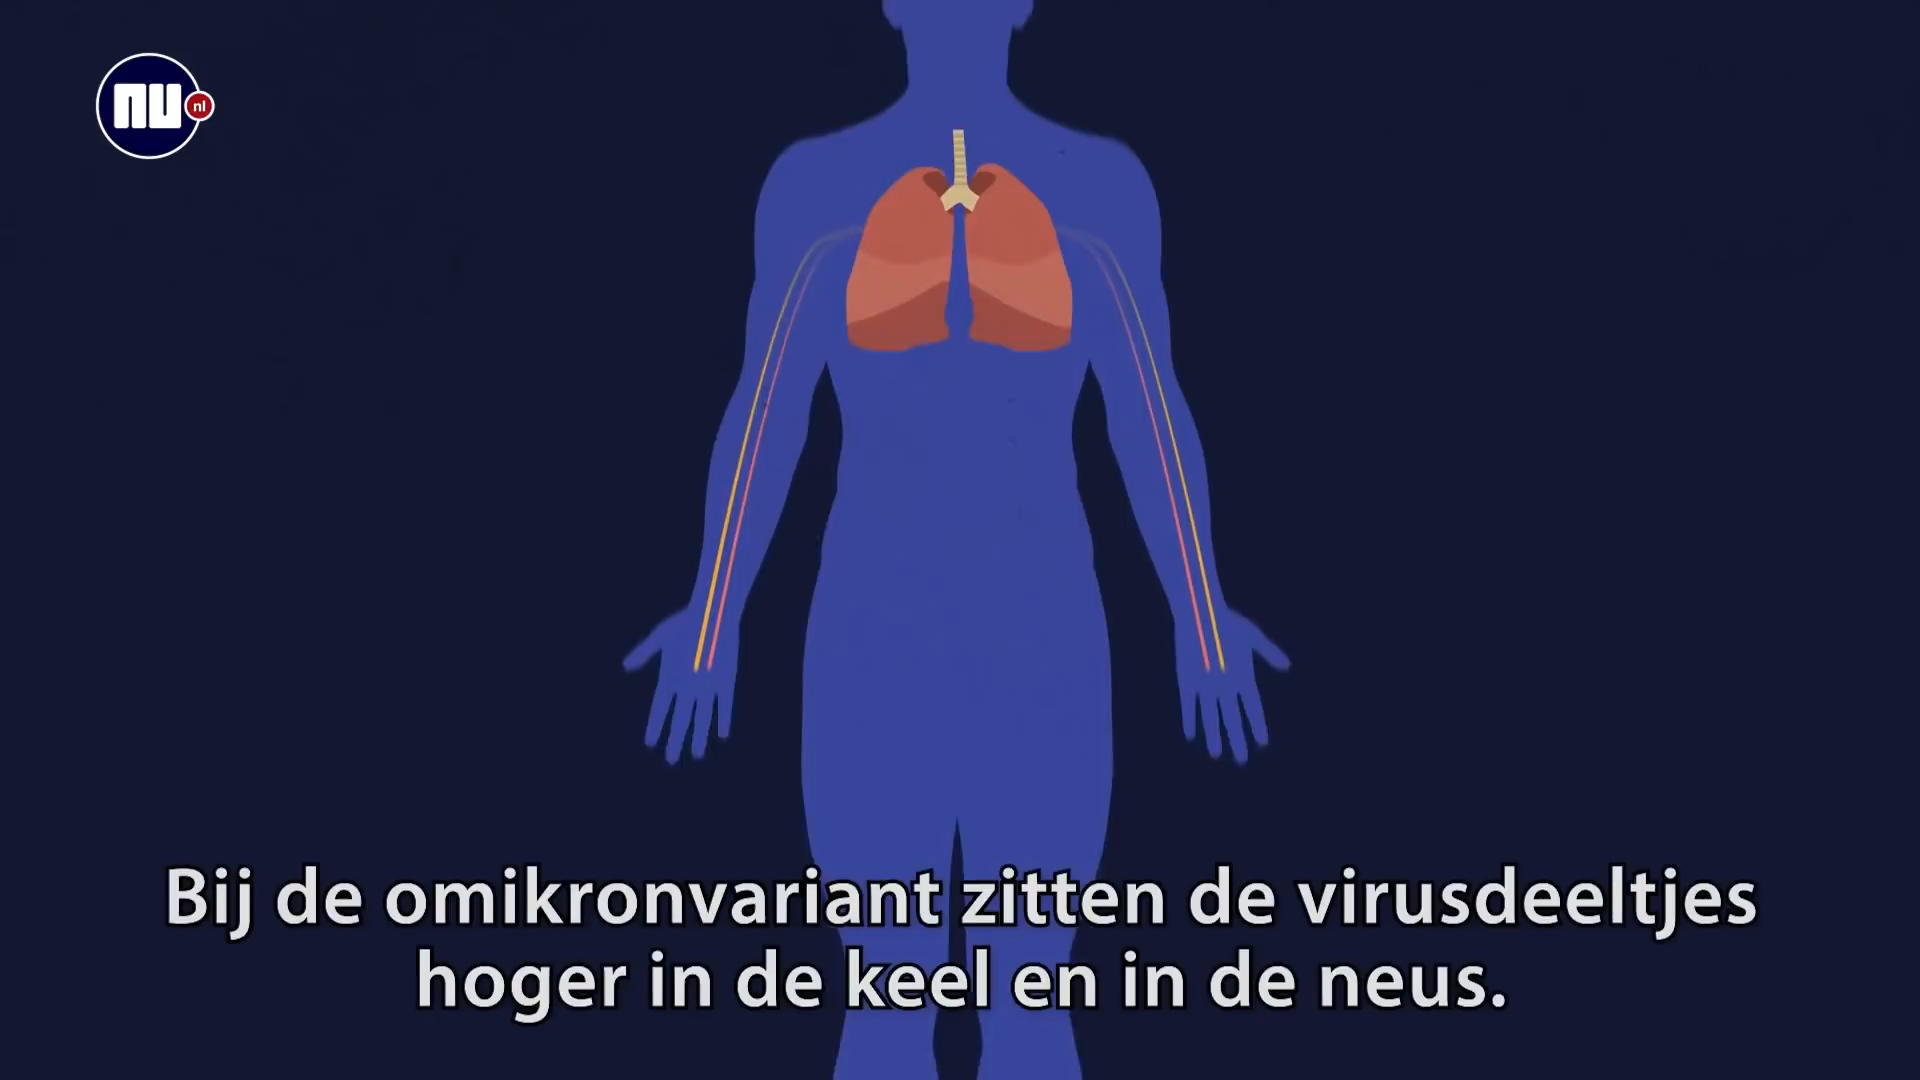 nu nl
Bij de omikronvariant zitten de virusdeeltjes
hoger in de keel en in de neus.